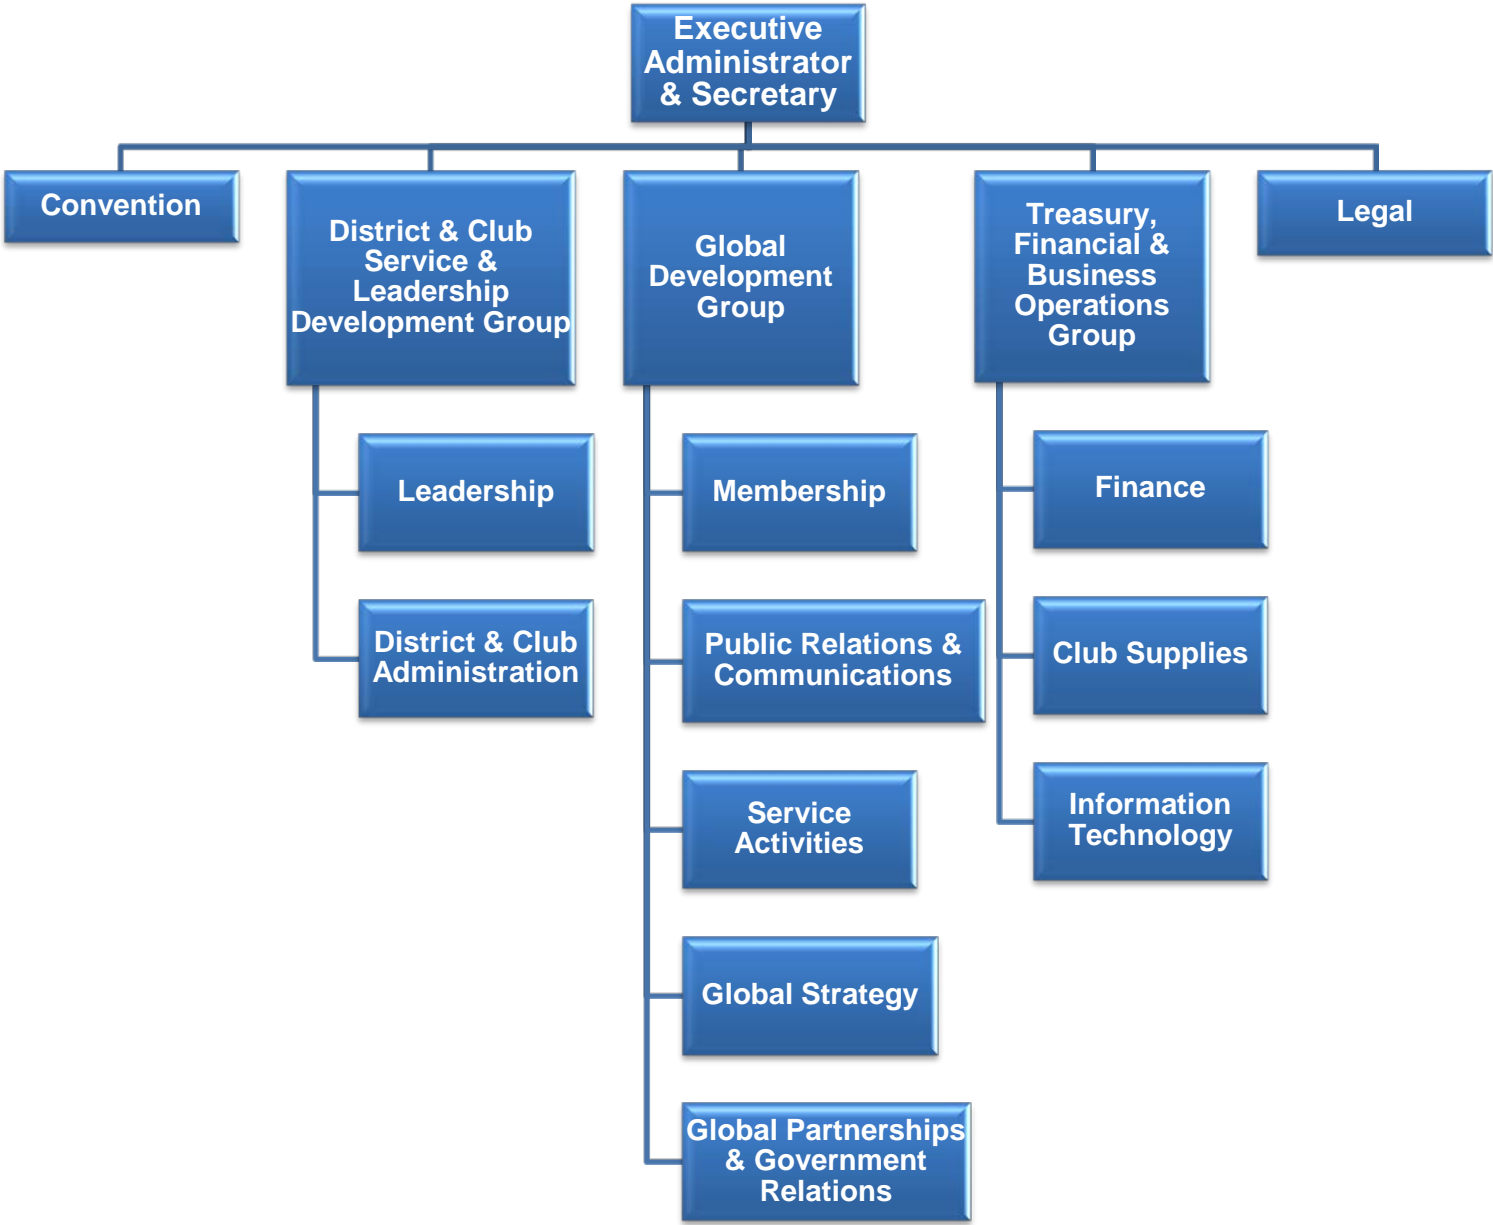 Executive
Administrator
& Secretary
Convention
District & Club
Service &
Leadership
Development Group
Global
Development
Group
Treasury,
Financial &
Business
Operations
Group
Legal
Leadership
District & Club
Administration
Membership
Public Relations &
Communications
Service
Activities
Global Strategy
Global Partnerships
& Government
Relations
Finance
Club Supplies
Information
Technology